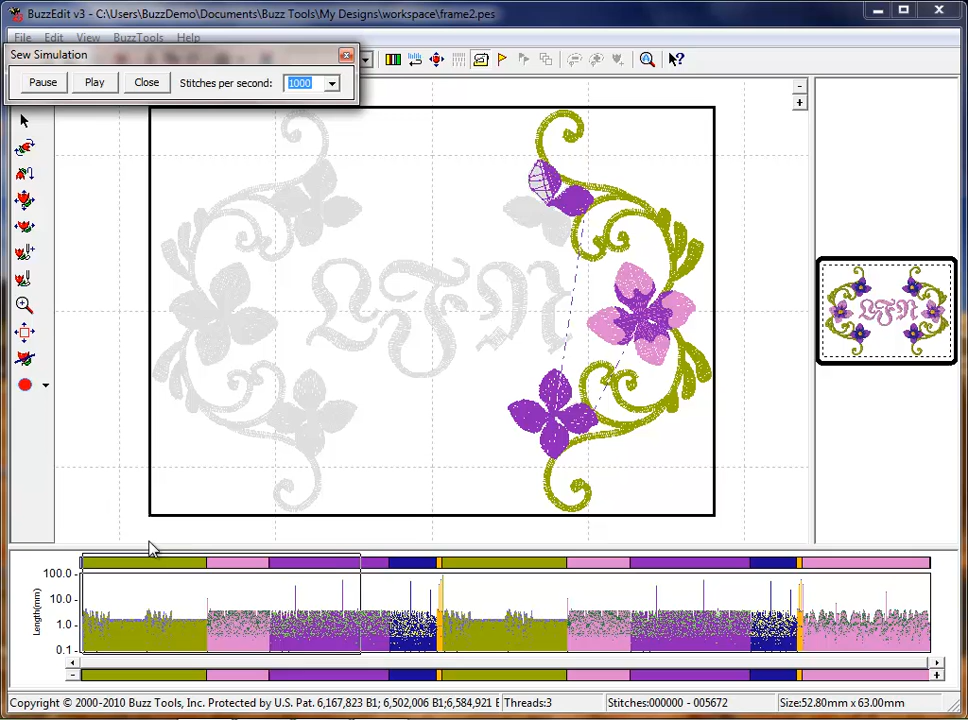 BuzzEdit v3 - C:\Users\BuzzDemo\Documents\Buzz Tools\My Designs\workspace\frame2.pes
File Edit View BuzzTools Help
Sew Simulation
Pause Play Close Stitches per second: 1000
LFN
LFN
100.0
10.0
1.0
0.1
Length(mm)
Copyright © 2000-2010 Buzz Tools, Inc. Protected by U.S. Pat. 6,167,823 B1; 6,502,006 B1;6,584,921 E Threads:3 Stitches:000000 - 005672 Size:52.80mm x 63.00mm